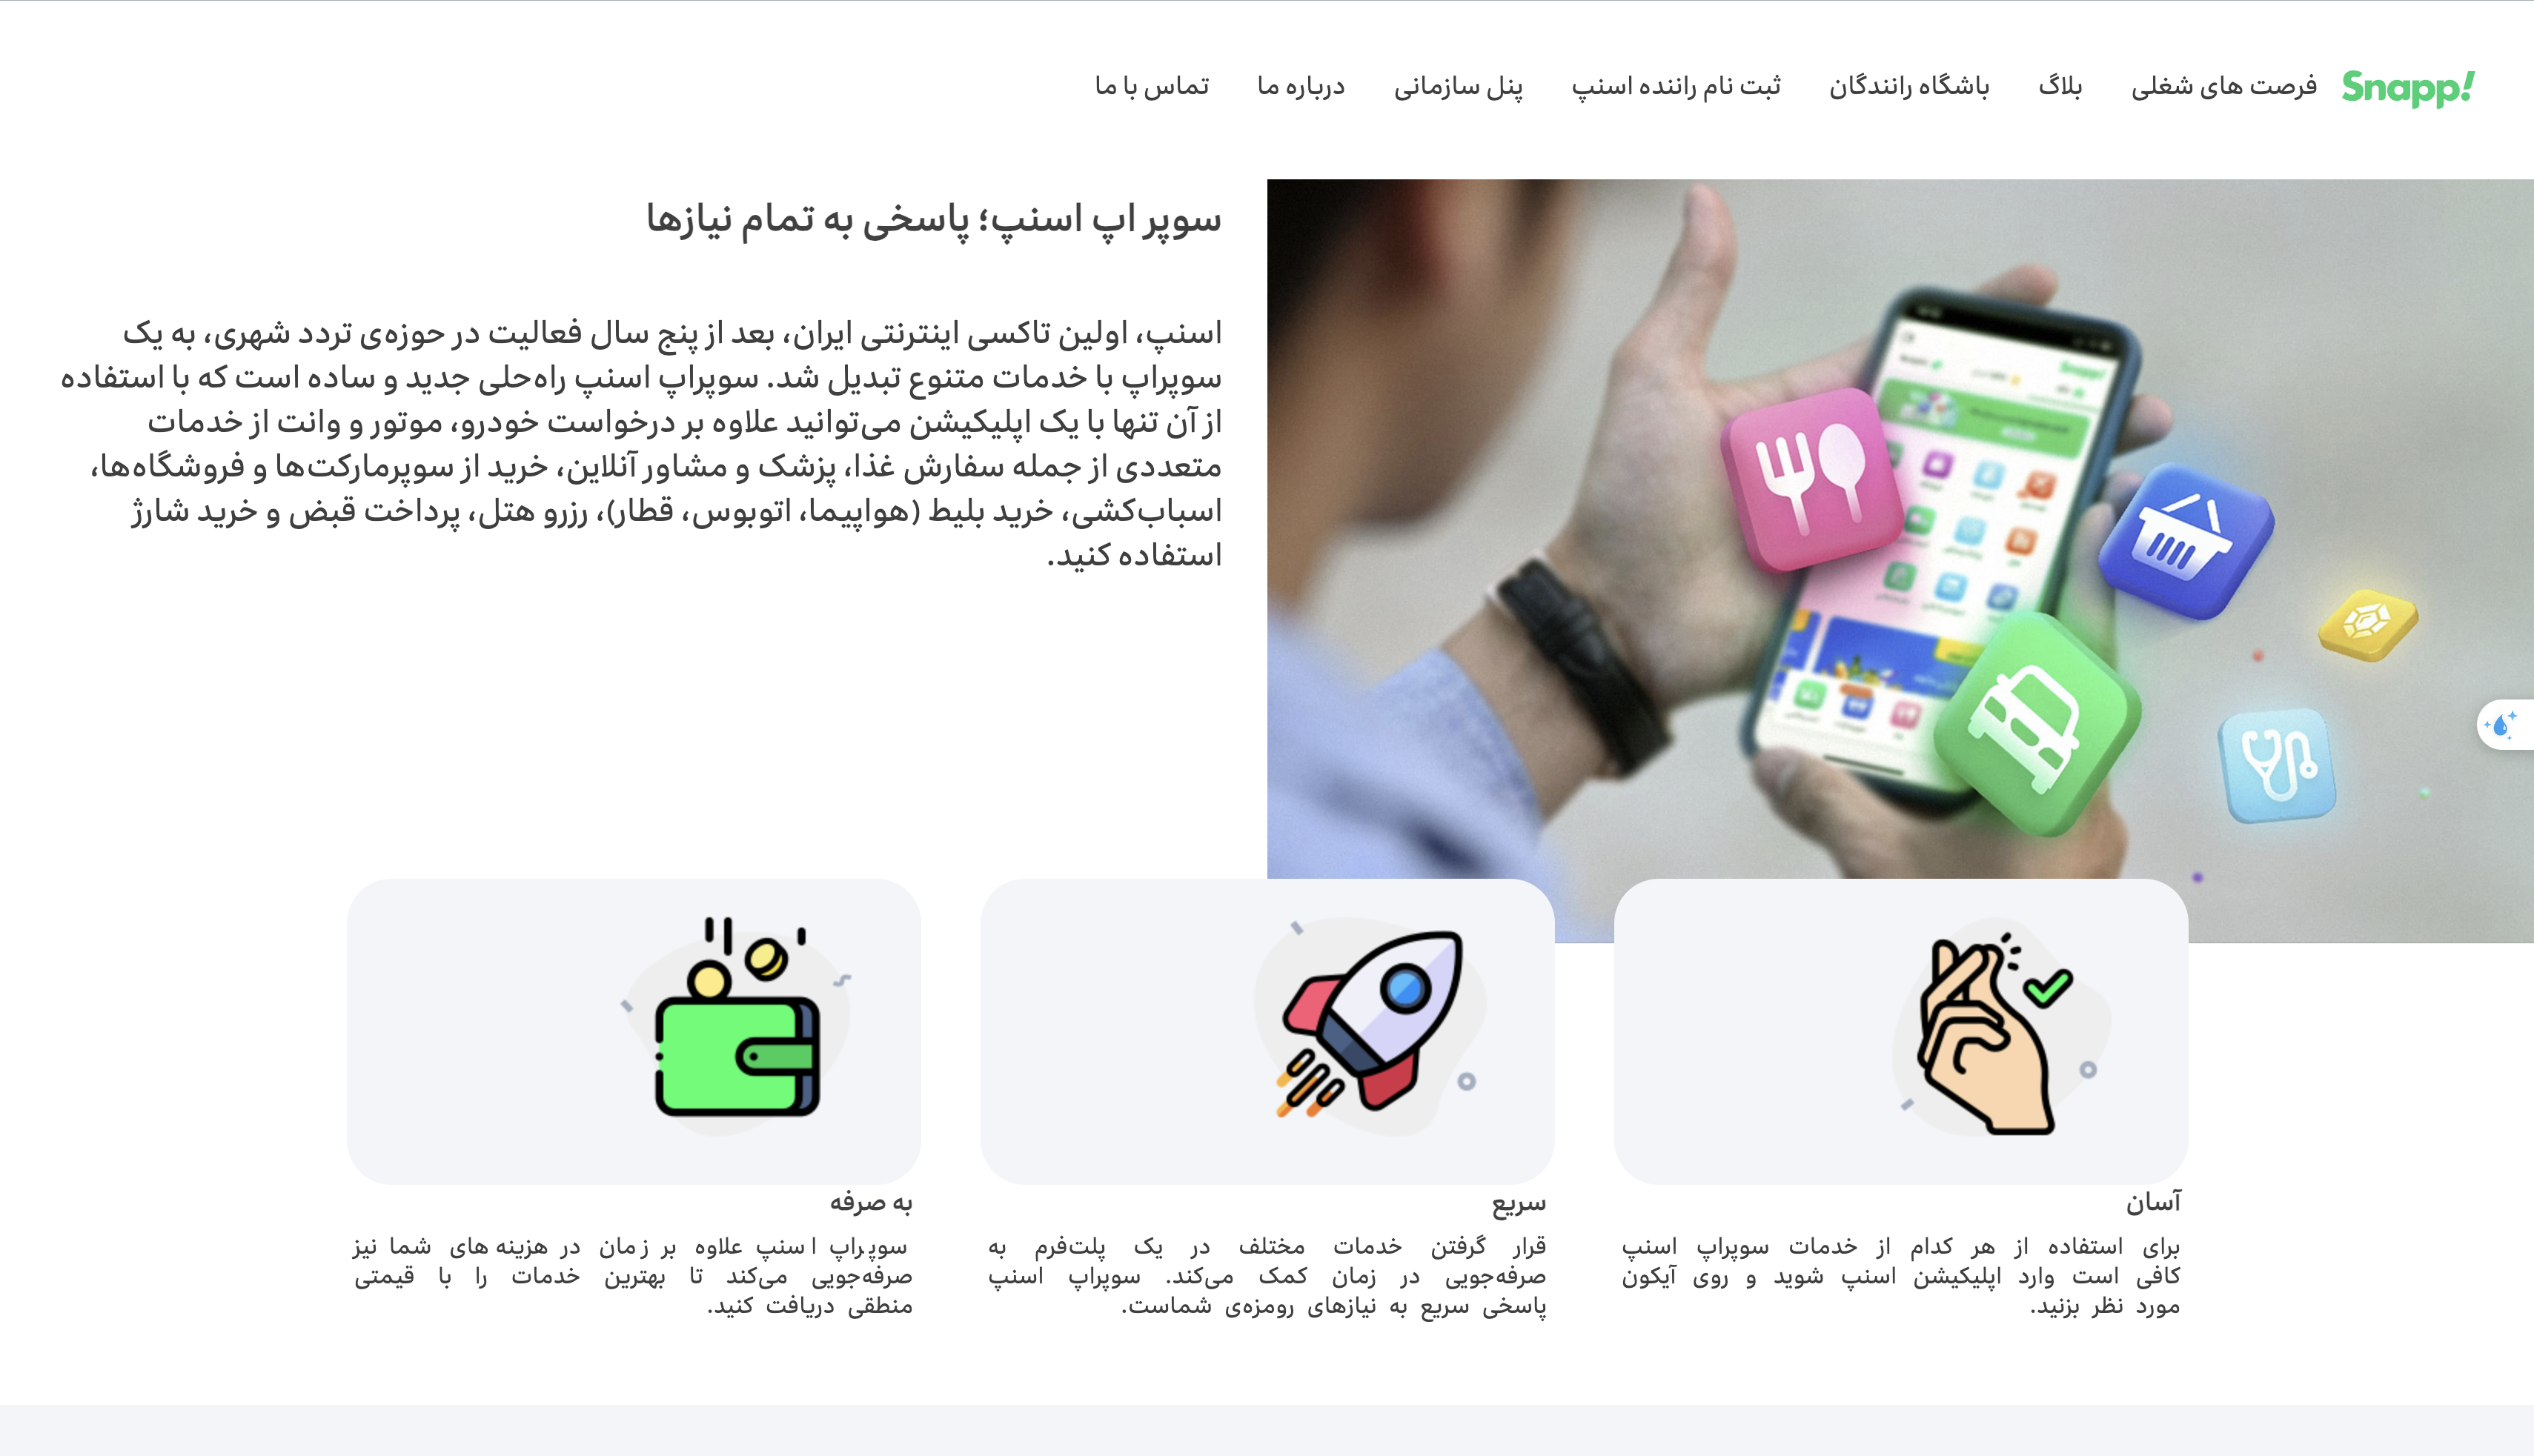 Snapp!
فرصت های شغلی
بلاگ
باشگاه رانندگان
ثبت نام راننده اسنپ
پنل سازمانی
درباره ما
تماس با ما
سوپر اپ اسنپ؛ پاسخی به تمام نیازها
اسنپ، اولین تاکسی اینترنتی ایران، بعد از پنج سال فعالیت در حوزه‌ی تردد شهری، به یک
سوپراپ با خدمات متنوع تبدیل شد. سوپراپ اسنپ راه‌حلی جدید و ساده است که با استفاده
از آن تنها با یک اپلیکیشن می‌توانید علاوه بر درخواست خودرو، موتور و وانت از خدمات
متعددی از جمله سفارش غذا، پزشک و مشاور آنلاین، خرید از سوپرمارکت‌ها و فروشگاه‌ها،
اسباب‌کشی، خرید بلیط (هواپیما، اتوبوس، قطار)، رزرو هتل، پرداخت قبض و خرید شارژ
استفاده کنید.
آسان
برای استفاده از هر کدام از خدمات سوپراپ اسنپ
کافی است وارد اپلیکیشن اسنپ شوید و روی آیکون
مورد نظر بزنید.
سریع
قرار گرفتن خدمات مختلف در یک پلت‌فرم به
صرفه‌جویی در زمان کمک می‌کند. سوپراپ اسنپ
پاسخی سریع به نیازهای رومزه‌ی شماست.
به صرفه
سوپراپ اسنپ علاوه بر زمان در هزینه های شما نیز
صرفه‌جویی می‌کند تا بهترین خدمات را با قیمتی
منطقی دریافت کنید.